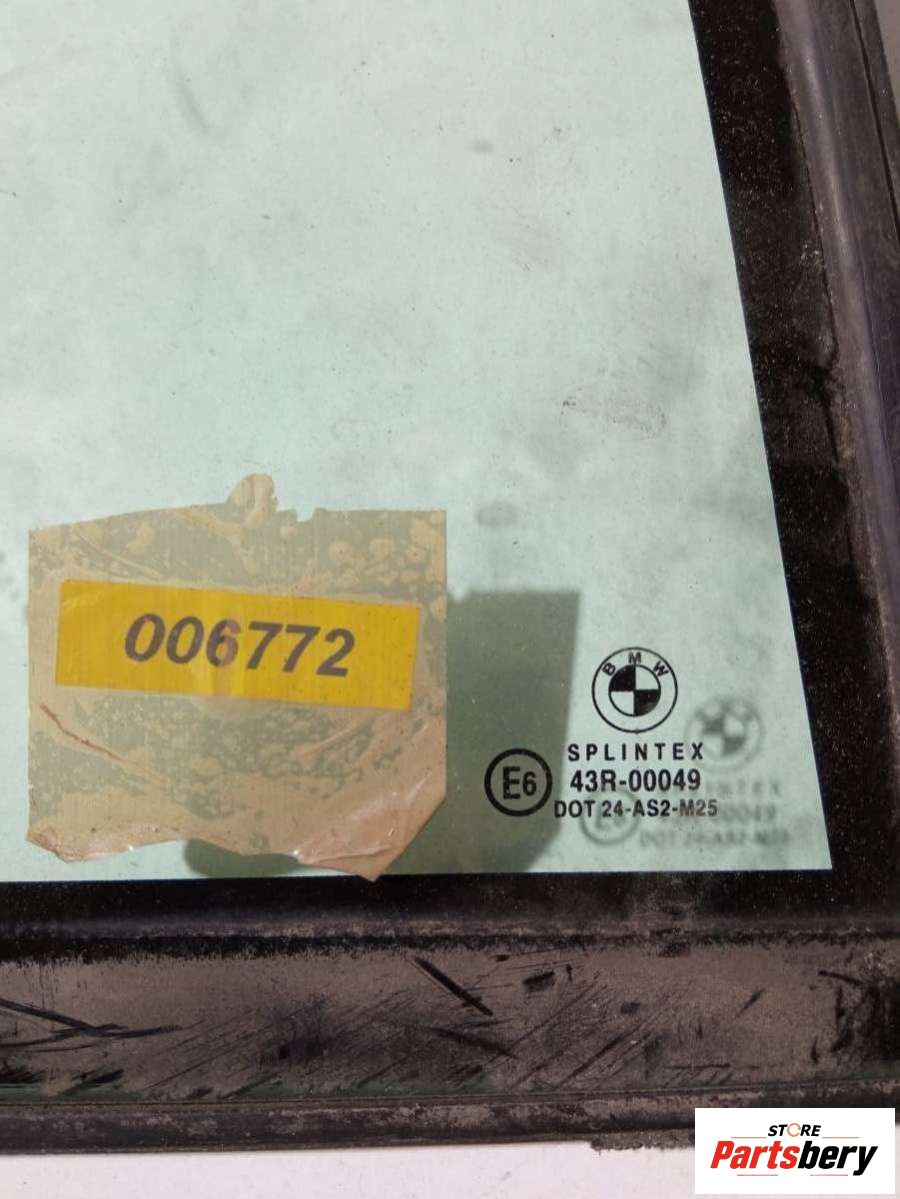 006772
BMW
SPLINTEX
E6
43R-00049
DOT 24-AS2-M25
STORE
Partsbery